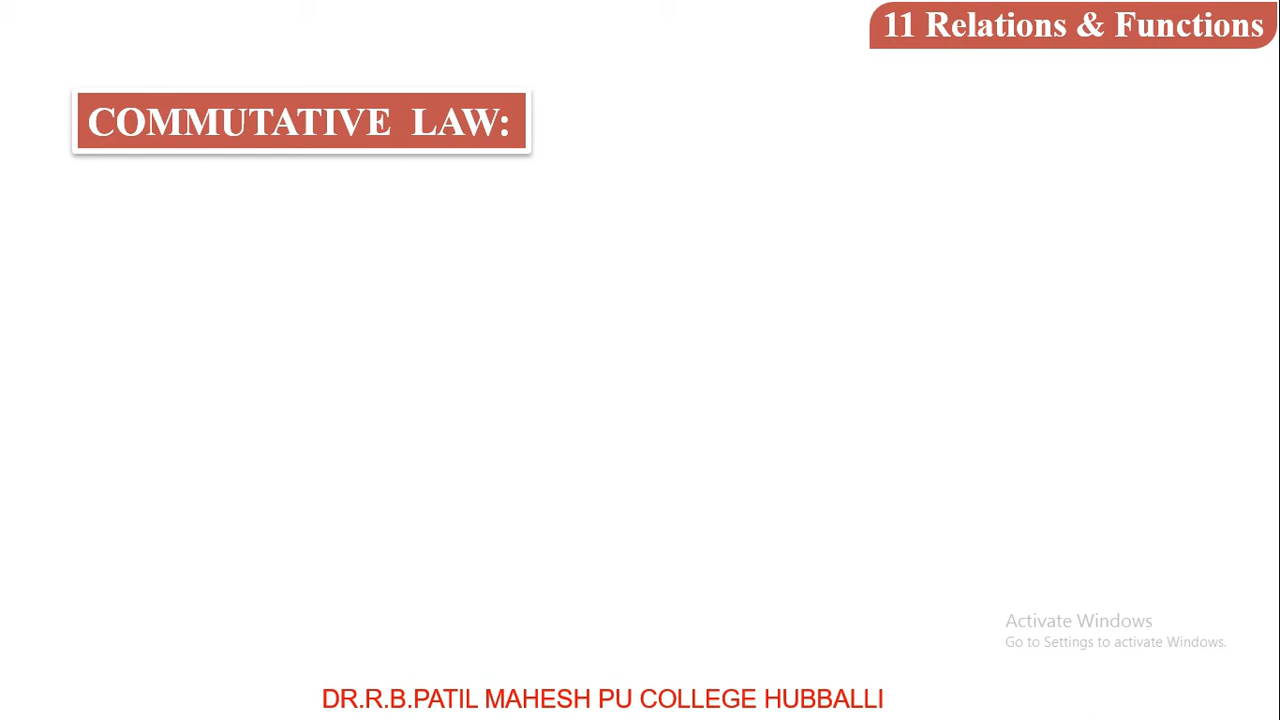 11 Relations & Functions
COMMUTATIVE LAW:
Activate Windows
Go to Settings to activate Windows.
DR.R.B.PATIL MAHESH PU COLLEGE HUBBALLI